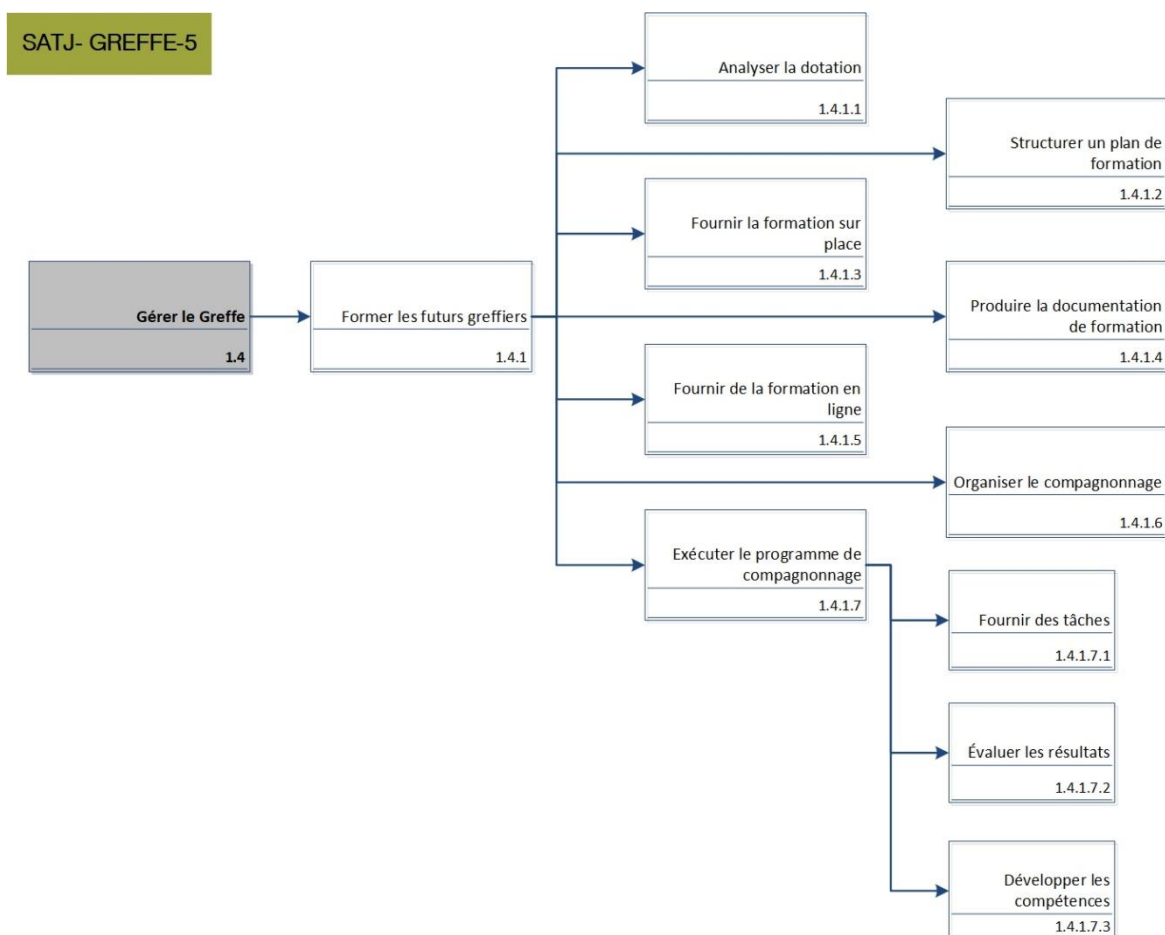 SATJ- GREFFE-5
Analyser la dotation
1.4.1.1
Structurer un plan de
formation
1.4.1.2
Fournir la formation sur
place
1.4.1.3
Gérer le Greffe
1.4
Former les futurs greffiers
1.4.1
Produire la documentation
de formation
1.4.1.4
Fournir de la formation en
ligne
1.4.1.5
Organiser le compagnonnage
1.4.1.6
Exécuter le programme de
compagnonnage
1.4.1.7
Fournir des tâches
1.4.1.7.1
Évaluer les résultats
1.4.1.7.2
Développer les
compétences
1.4.1.7.3